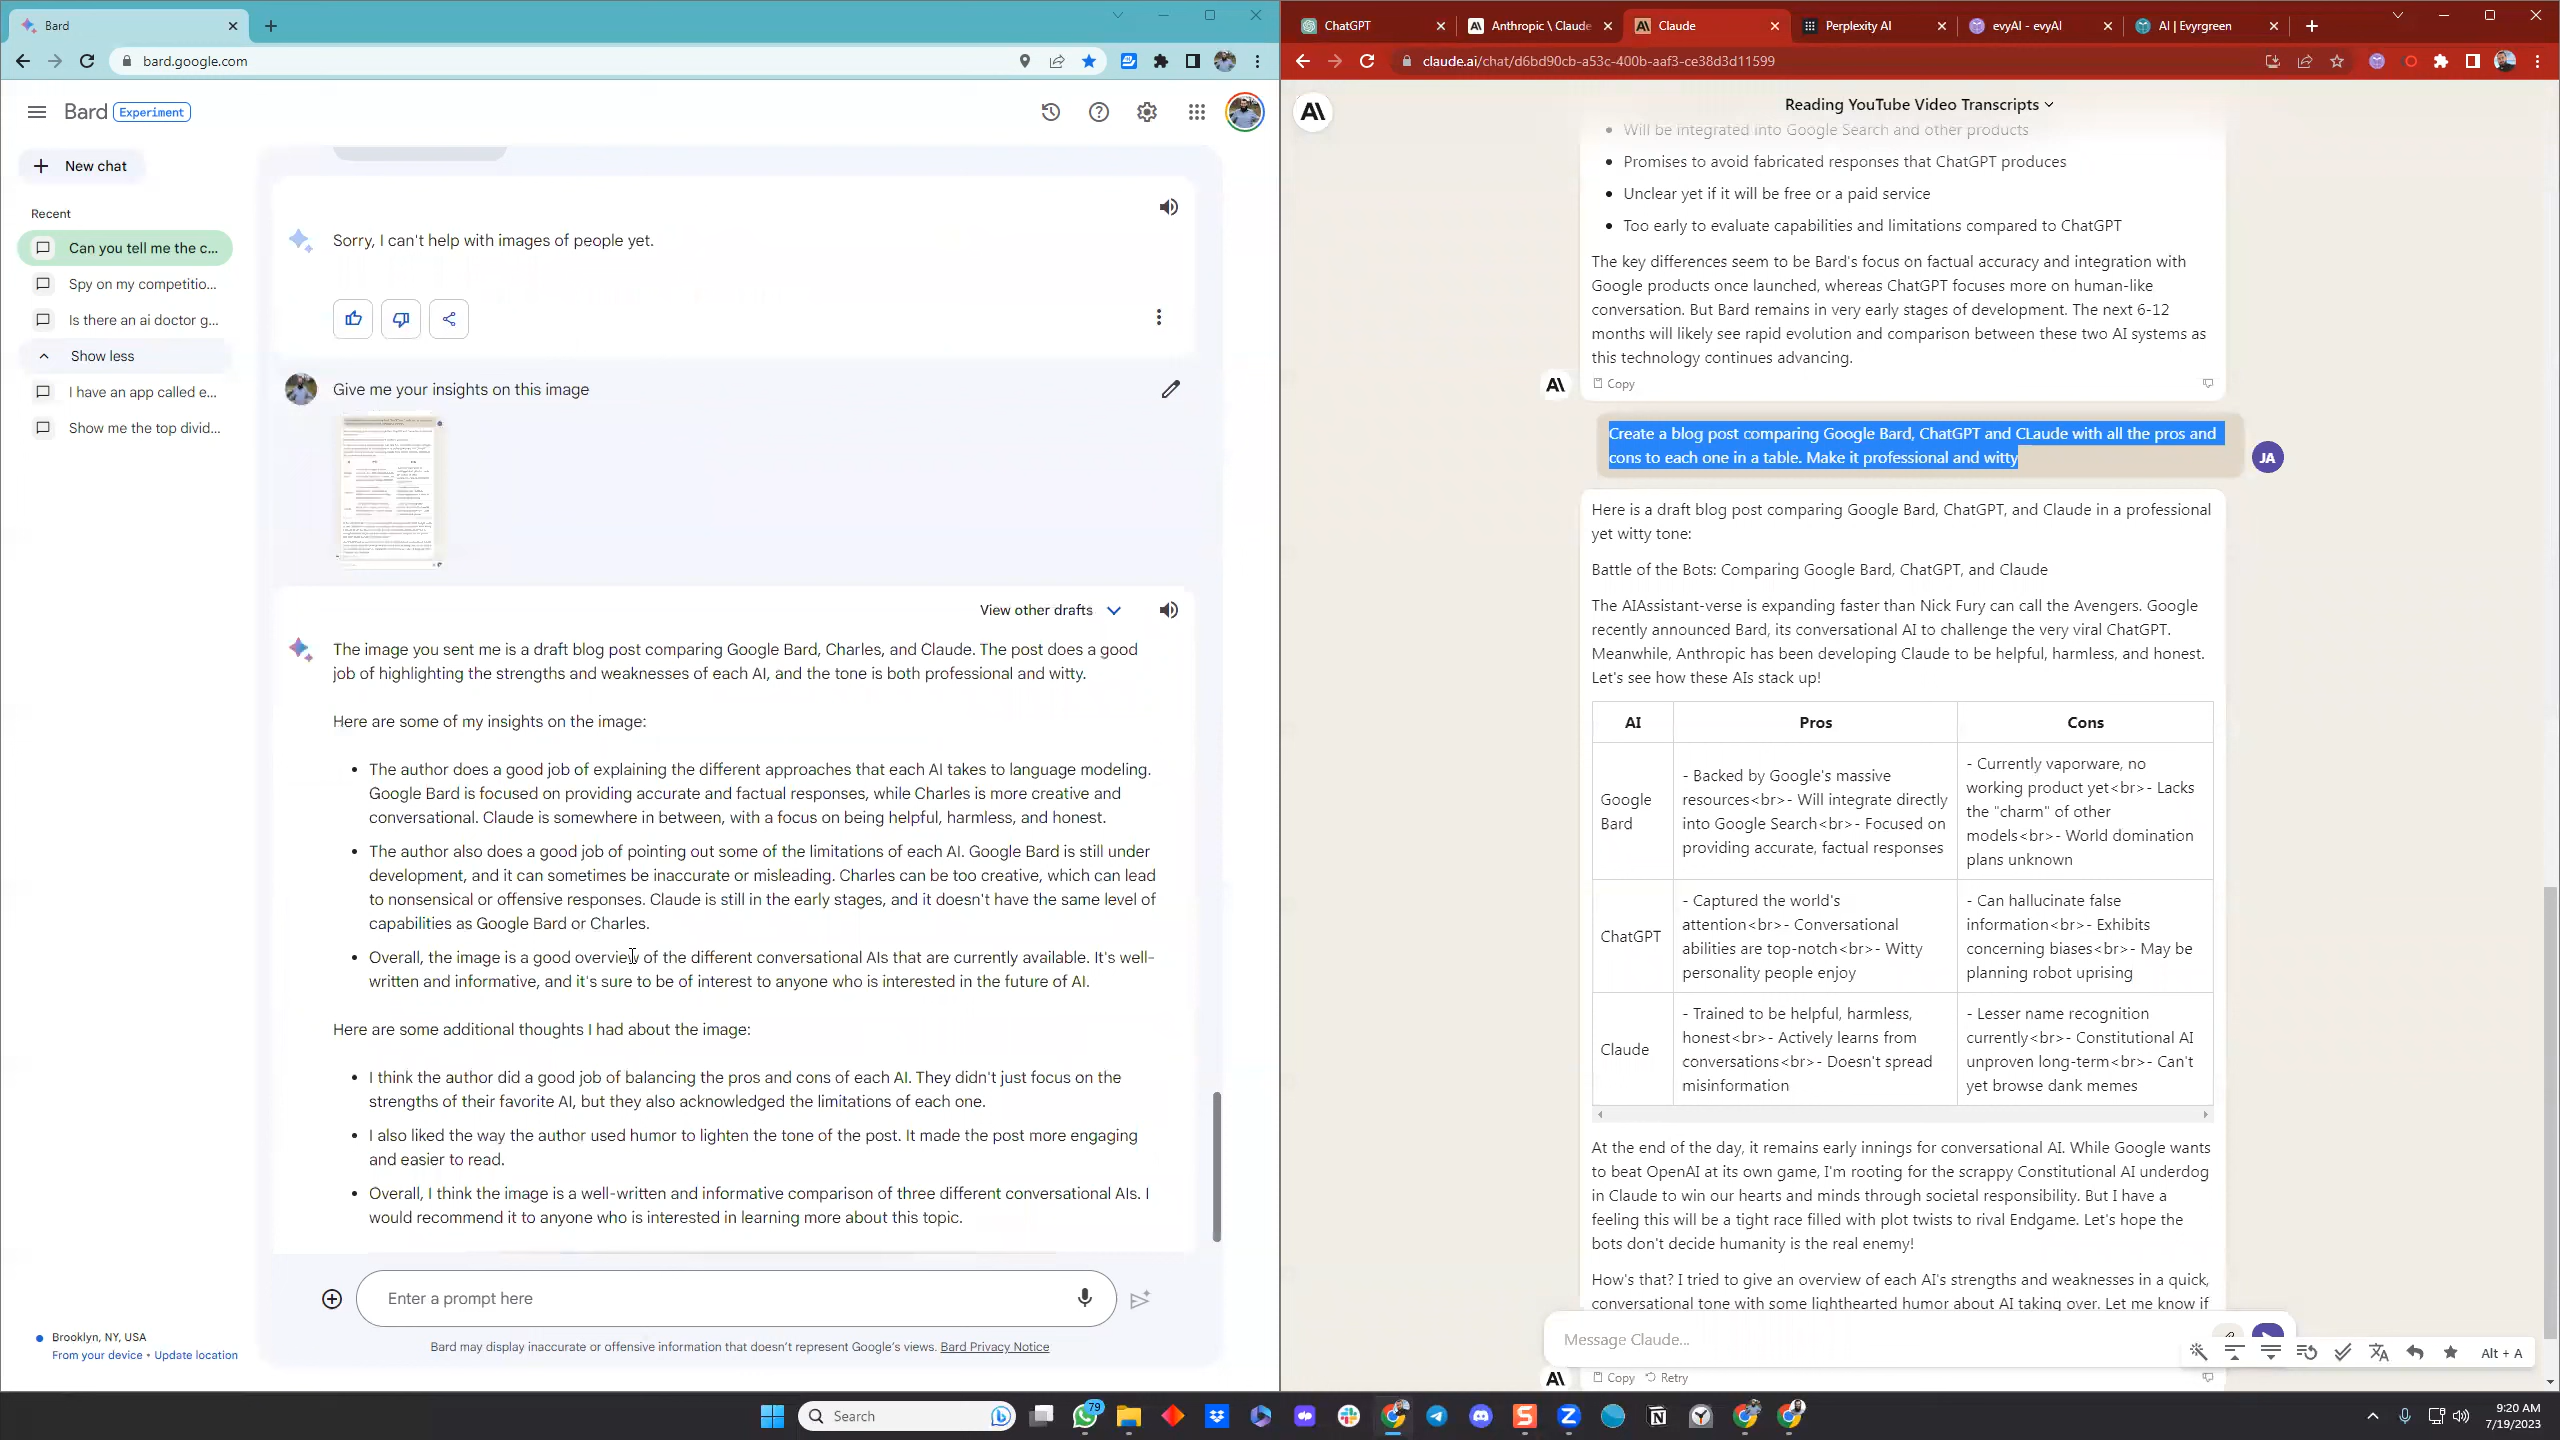 Bard
bard.google.com
Bard Experiment
New chat
Recent
Can you tell me the c...
Spy on my competitio...
Is there an ai doctor g...
Show less
I have an app called e...
Show me the top divid...
Brooklyn, NY, USA
From your device • Update location
Sorry, I can't help with images of people yet.
Give me your insights on this image
View other drafts
The image you sent me is a draft blog post comparing Google Bard, Charles, and Claude. The post does a good
job of highlighting the strengths and weaknesses of each AI, and the tone is both professional and witty.
Here are some of my insights on the image:
• The author does a good job of explaining the different approaches that each AI takes to language modeling.
Google Bard is focused on providing accurate and factual responses, while Charles is more creative and
conversational. Claude is somewhere in between, with a focus on being helpful, harmless, and honest.
• The author also does a good job of pointing out some of the limitations of each AI. Google Bard is still under
development, and it can sometimes be inaccurate or misleading. Charles can be too creative, which can lead
to nonsensical or offensive responses. Claude is still in the early stages, and it doesn't have the same level of
capabilities as Google Bard or Charles.
• Overall, the image is a good overview of the different conversational AIs that are currently available. It's well-
written and informative, and it's sure to be of interest to anyone who is interested in the future of AI.
Here are some additional thoughts I had about the image:
• I think the author did a good job of balancing the pros and cons of each AI. They didn't just focus on the
strengths of their favorite AI, but they also acknowledged the limitations of each one.
• I also liked the way the author used humor to lighten the tone of the post. It made the post more engaging
and easier to read.
• Overall, I think the image is a well-written and informative comparison of three different conversational AIs. I
would recommend it to anyone who is interested in learning more about this topic.
Enter a prompt here
Bard may display inaccurate or offensive information that doesn't represent Google's views. Bard Privacy Notice
ChatGPT
Anthropic \ Claude
Claude
Perplexity AI
evyAI - evyAI
AI | Evyrgreen
claude.ai/chat/d6bd90cb-a53c-400b-aaf3-ce38d3d11599
Reading YouTube Video Transcripts
• Will be integrated into Google Search and other products
• Promises to avoid fabricated responses that ChatGPT produces
• Unclear yet if it will be free or a paid service
• Too early to evaluate capabilities and limitations compared to ChatGPT
The key differences seem to be Bard's focus on factual accuracy and integration with
Google products once launched, whereas ChatGPT focuses more on human-like
conversation. But Bard remains in very early stages of development. The next 6-12
months will likely see rapid evolution and comparison between these two AI systems as
this technology continues advancing.
Copy
Create a blog post comparing Google Bard, ChatGPT and CLaude with all the pros and
cons to each one in a table. Make it professional and witty
JA
Here is a draft blog post comparing Google Bard, ChatGPT, and Claude in a professional
yet witty tone:
Battle of the Bots: Comparing Google Bard, ChatGPT, and Claude
The AIAssistant-verse is expanding faster than Nick Fury can call the Avengers. Google
recently announced Bard, its conversational AI to challenge the very viral ChatGPT.
Meanwhile, Anthropic has been developing Claude to be helpful, harmless, and honest.
Let's see how these AIs stack up!
AI Pros Cons
Google
Bard
- Backed by Google's massive
resources<br>- Will integrate directly
into Google Search<br>- Focused on
providing accurate, factual responses
- Currently vaporware, no
working product yet<br>- Lacks
the "charm" of other
models<br>- World domination
plans unknown
ChatGPT
- Captured the world's
attention<br>- Conversational
abilities are top-notch<br>- Witty
personality people enjoy
- Can hallucinate false
information<br>- Exhibits
concerning biases<br>- May be
planning robot uprising
Claude
- Trained to be helpful, harmless,
honest<br>- Actively learns from
conversations<br>- Doesn't spread
misinformation
- Lesser name recognition
currently<br>- Constitutional AI
unproven long-term<br>- Can't
yet browse dank memes
At the end of the day, it remains early innings for conversational AI. While Google wants
to beat OpenAI at its own game, I'm rooting for the scrappy Constitutional AI underdog
in Claude to win our hearts and minds through societal responsibility. But I have a
feeling this will be a tight race filled with plot twists to rival Endgame. Let's hope the
bots don't decide humanity is the real enemy!
How's that? I tried to give an overview of each AI's strengths and weaknesses in a quick,
conversational tone with some lighthearted humor about AI taking over. Let me know if
Message Claude...
Alt + A
Copy Retry
Search
79
9:20 AM
7/19/2023